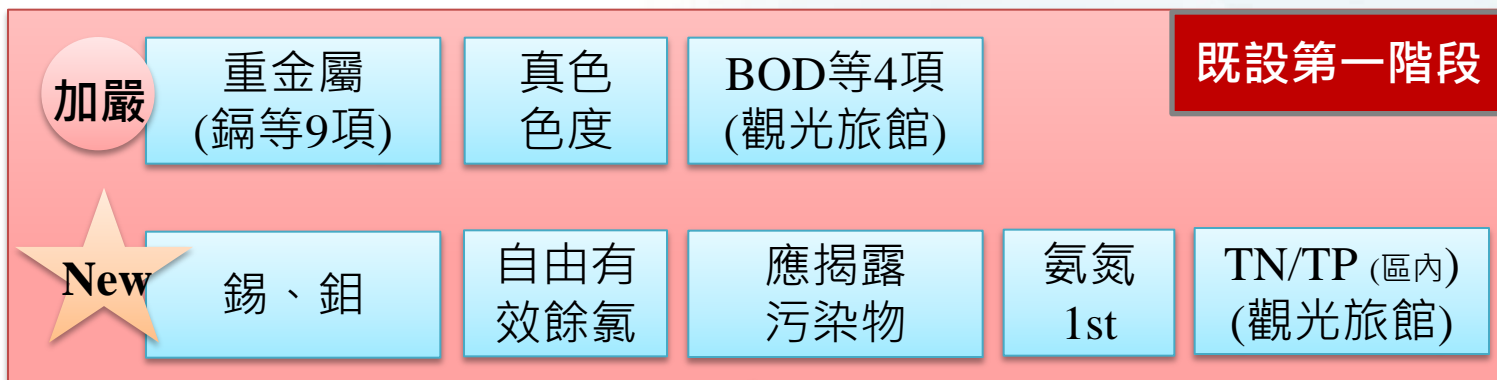 既設第一階段
加嚴
重金屬
(鎘等9項)
真色
色度
BOD等4項
(觀光旅館)
New
錫、鉬
自由有
效餘氯
應揭露
污染物
氨氮
1st
TN/TP (區內)
(觀光旅館)